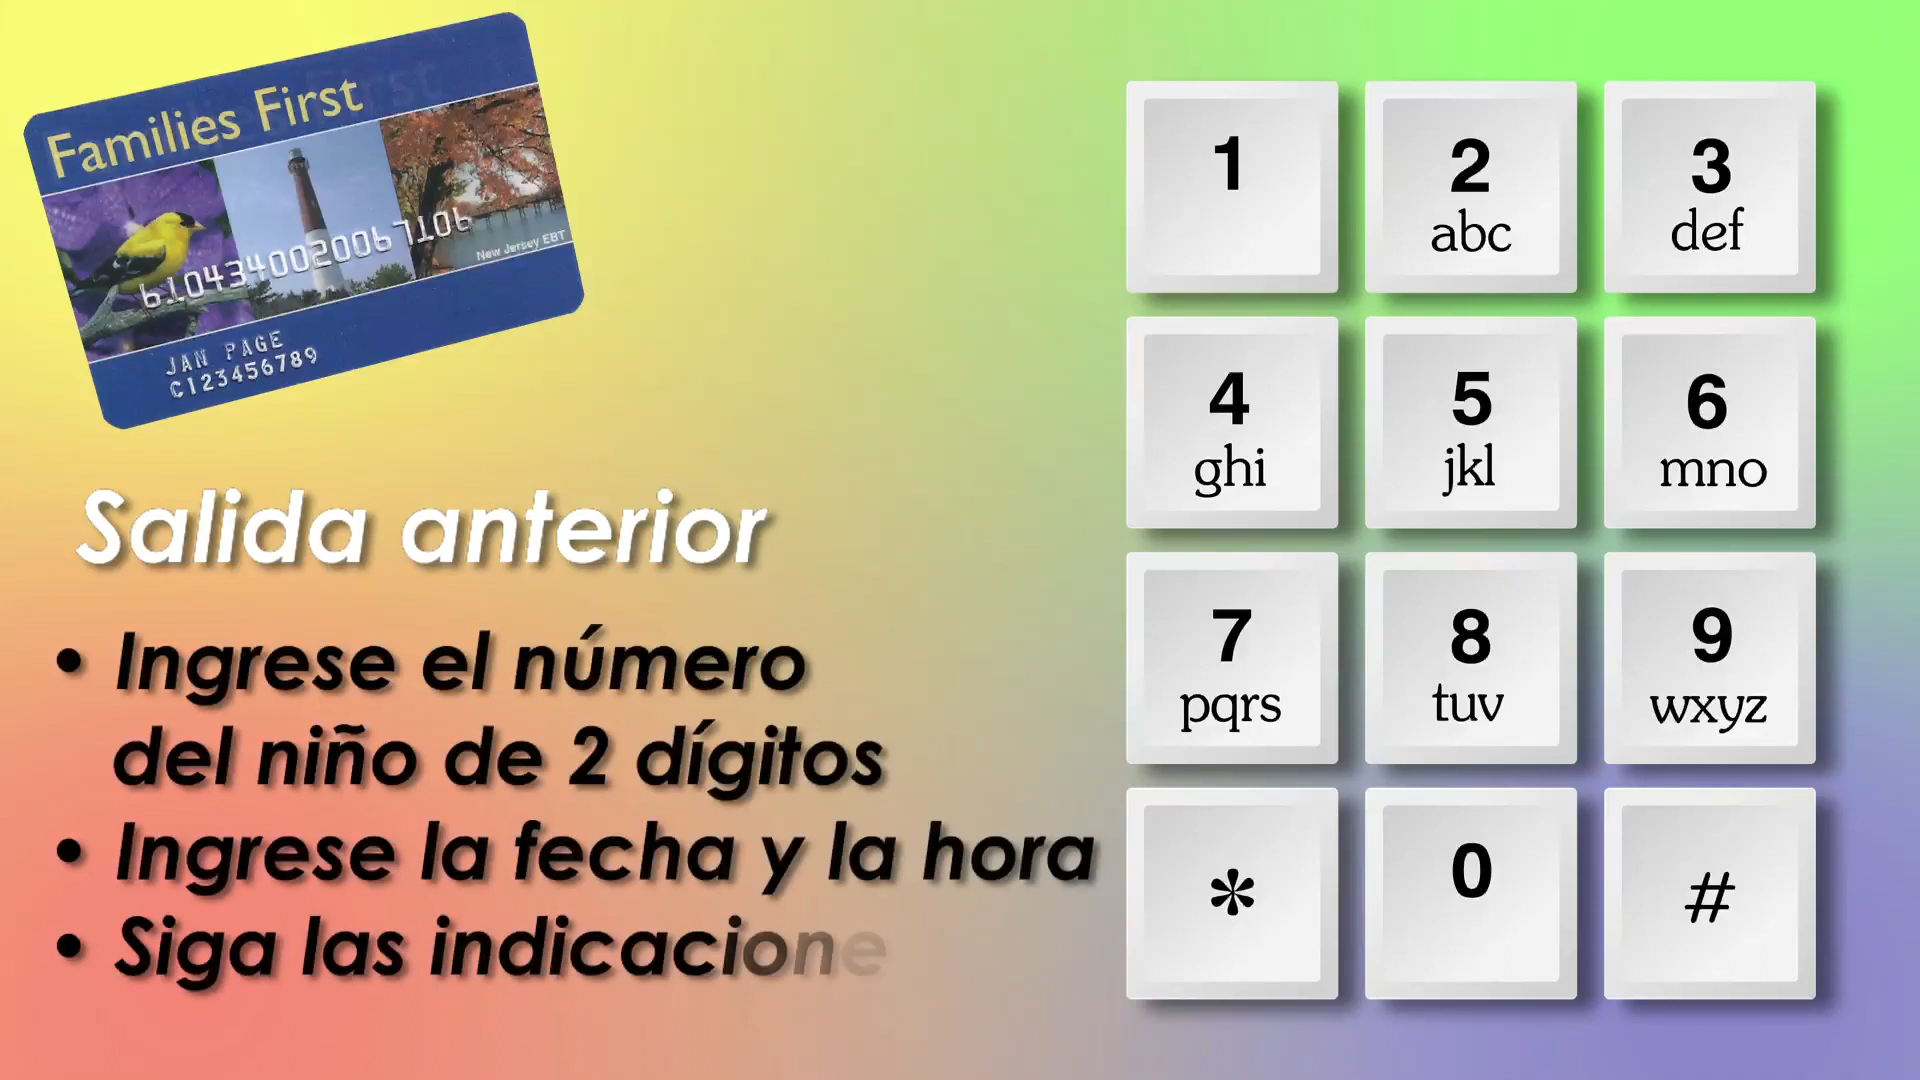 Families First
6104340020067106
New Jersey EBT
JAN PAGE
C123456789
Salida anterior
• Ingrese el número
del niño de 2 dígitos
• Ingrese la fecha y la hora
• Siga las indicacione
1
2
abc
3
def
4
ghi
5
jkl
6
mno
7
pqrs
8
tuv
9
wxyz
*
0
#